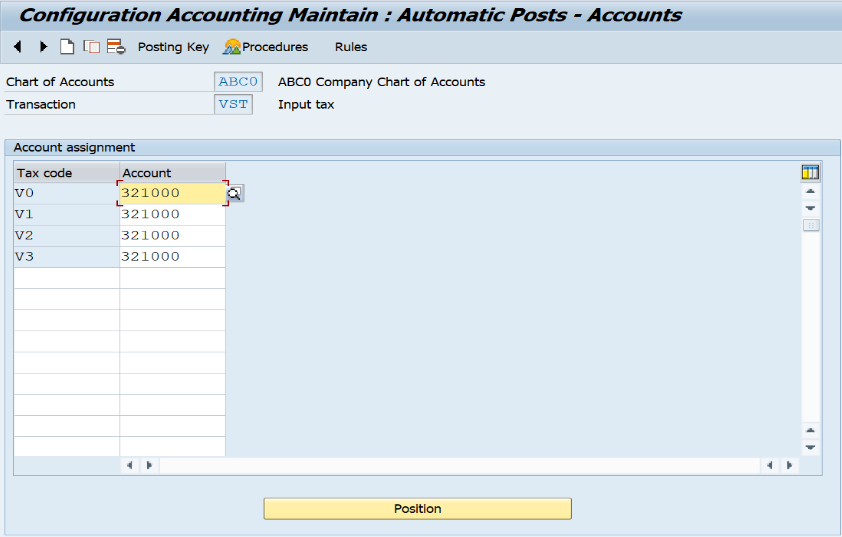 Configuration Accounting Maintain : Automatic Posts - Accounts
Posting Key Procedures Rules
Chart of Accounts ABC0 ABC0 Company Chart of Accounts
Transaction VST Input tax
Account assignment
Tax code Account
V0 321000
V1 321000
V2 321000
V3 321000
Position